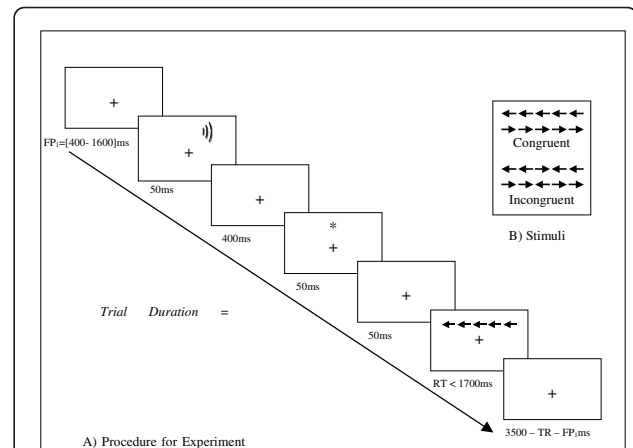 +
FP₁=[400- 1600]ms
+
50ms
+
400ms
*
+
50ms
+
50ms
+
RT < 1700ms
+
3500 – TR – FP₁ms
Congruent
Incongruent
B) Stimuli
Trial Duration =
A) Procedure for Experiment